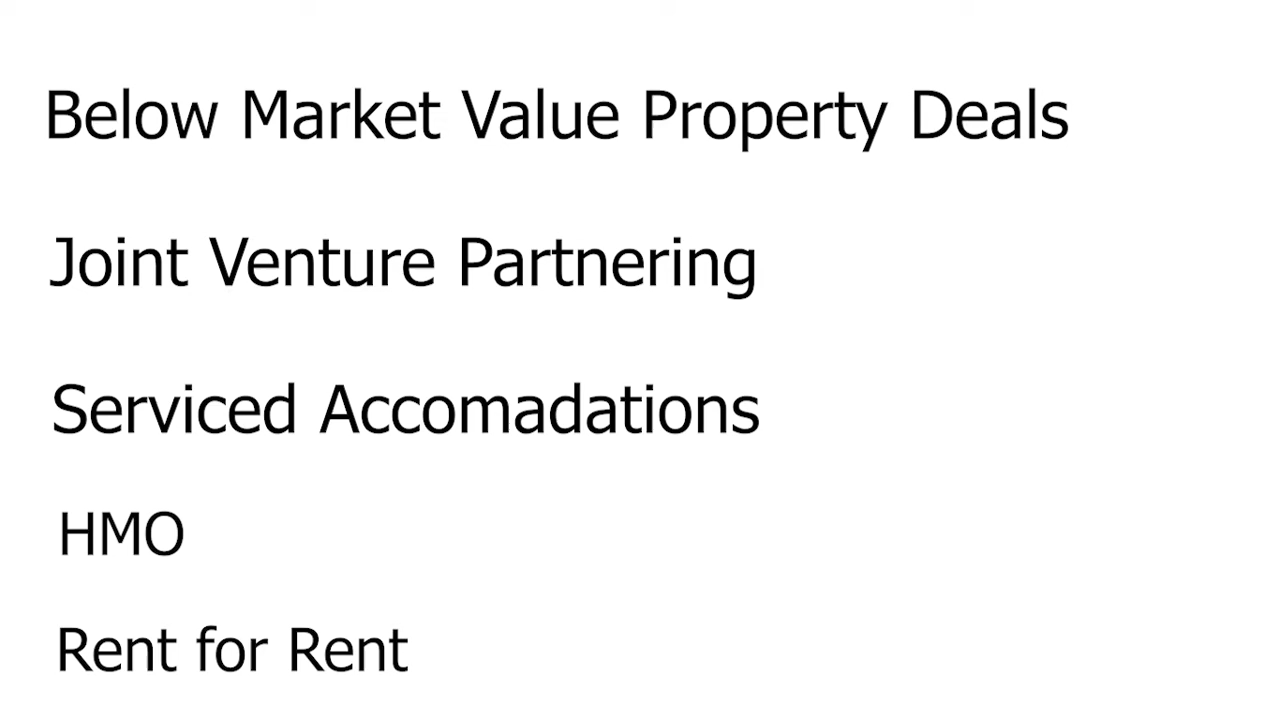 Below Market Value Property Deals
Joint Venture Partnering
Serviced Accomadations
HMO
Rent for Rent